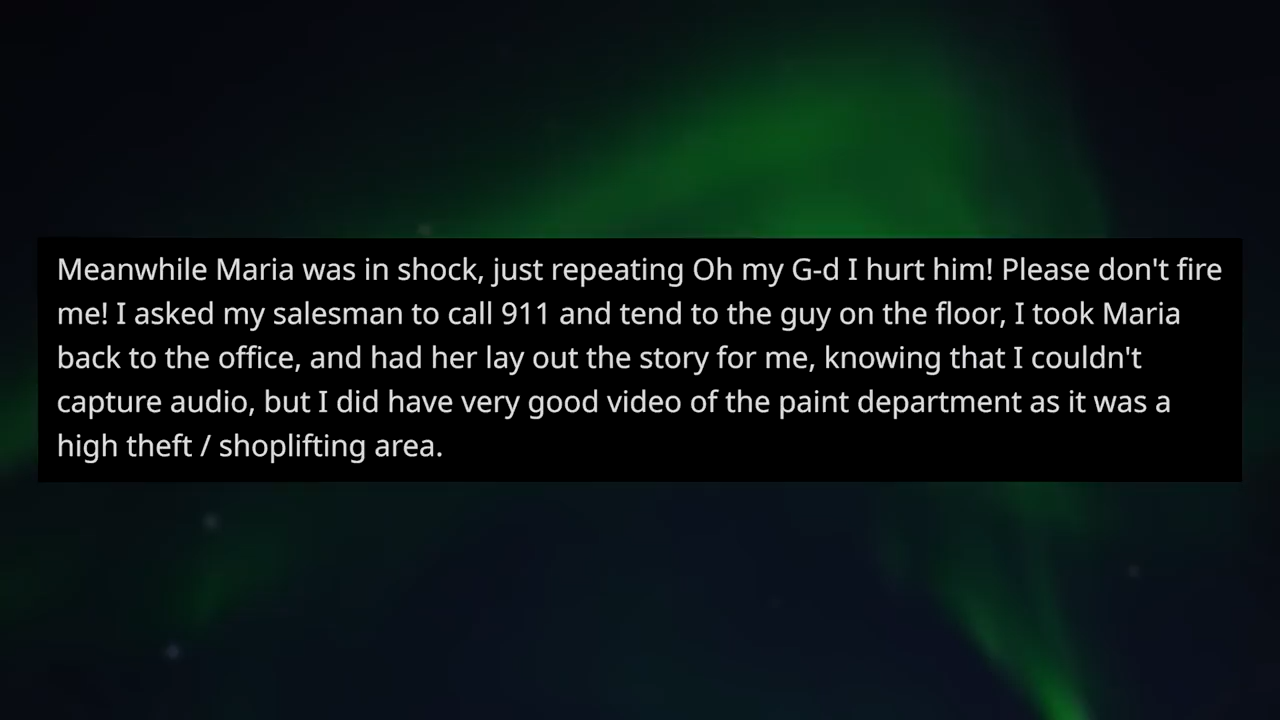 Meanwhile Maria was in shock, just repeating Oh my G-d I hurt him! Please don't fire
me! I asked my salesman to call 911 and tend to the guy on the floor, I took Maria
back to the office, and had her lay out the story for me, knowing that I couldn't
capture audio, but I did have very good video of the paint department as it was a
high theft / shoplifting area.